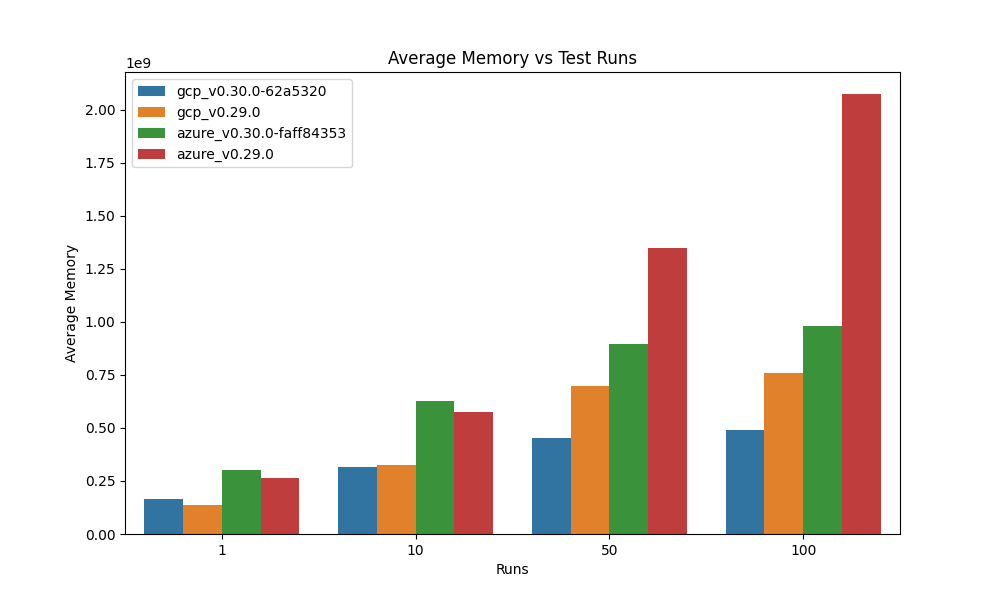 Average Memory vs Test Runs
1e9
gcp_v0.30.0-62a5320
gcp_v0.29.0
azure_v0.30.0-faff84353
azure_v0.29.0
2.00
1.75
1.50
1.25
1.00
0.75
0.50
0.25
0.00
Average Memory
1 10 50 100
Runs